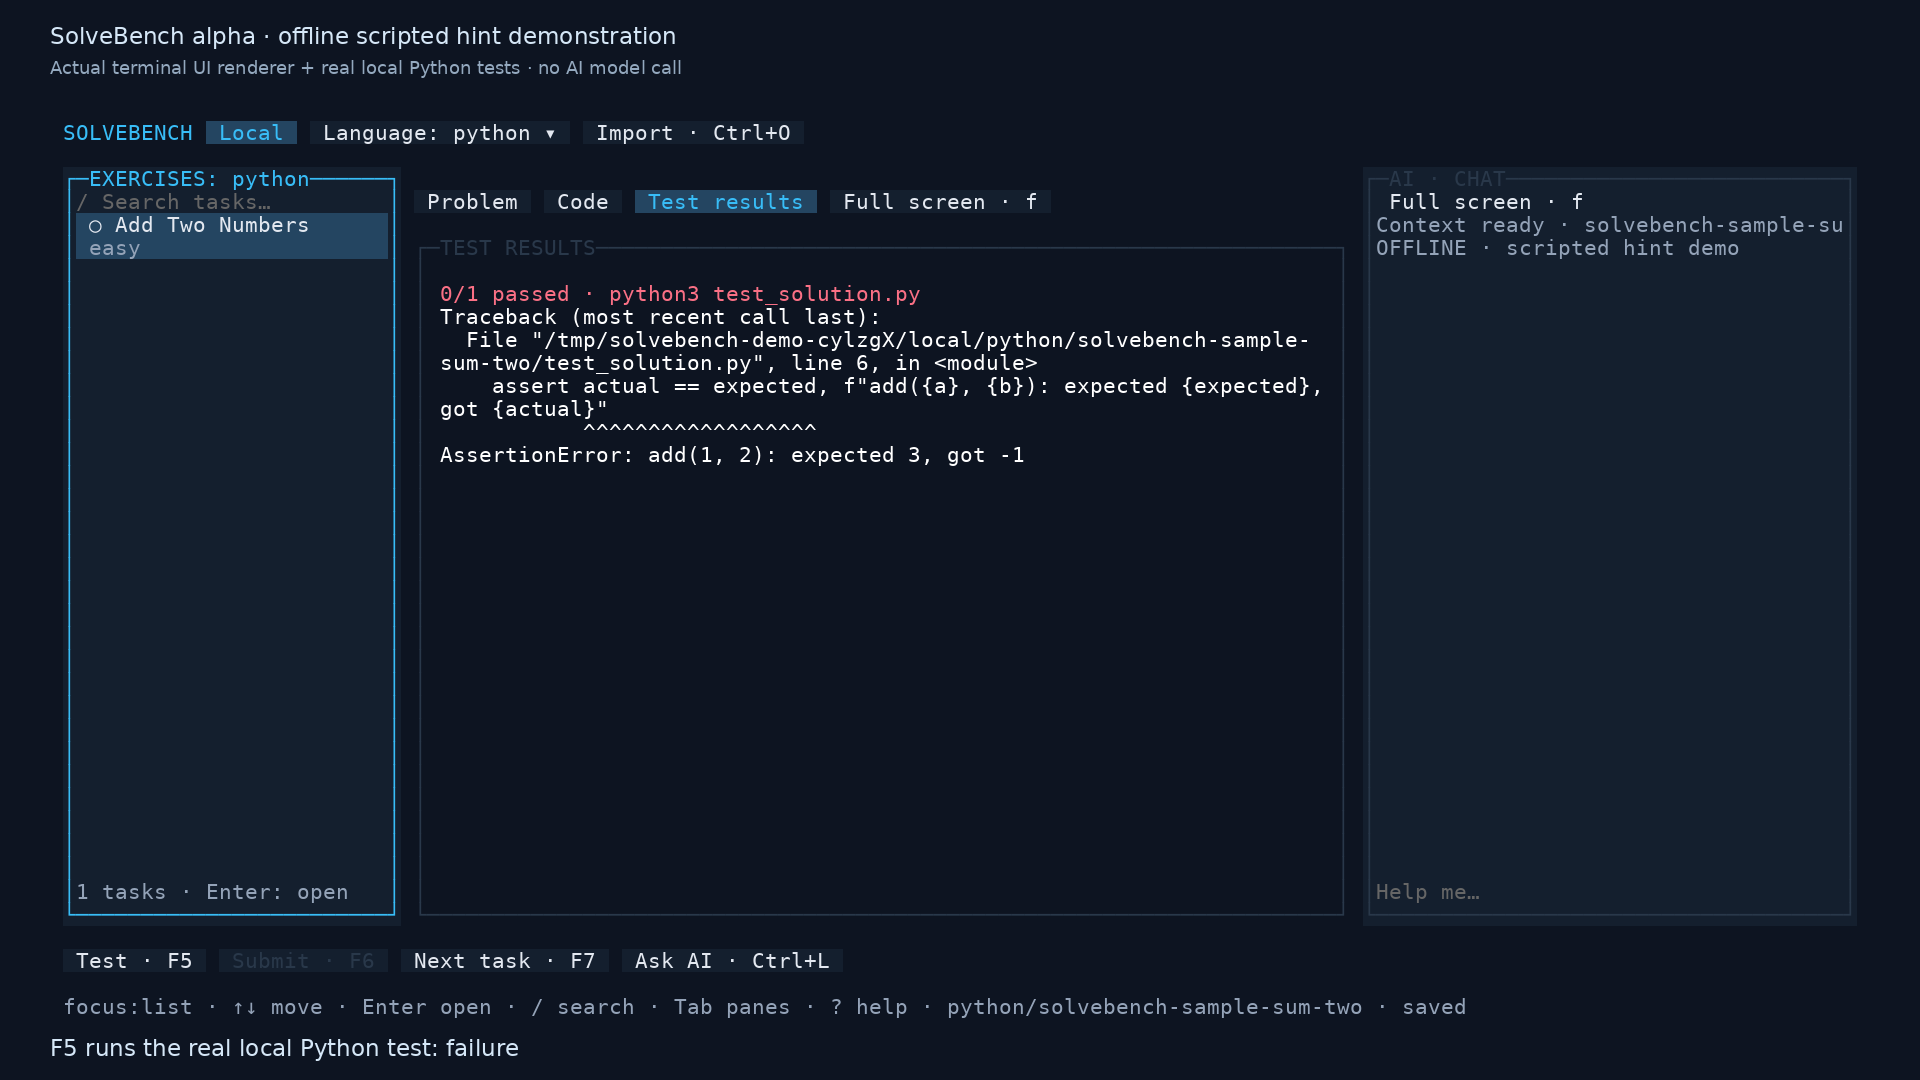 SolveBench alpha · offline scripted hint demonstration
Actual terminal UI renderer + real local Python tests · no AI model call
SOLVEBENCH Local Language: python ▾ Import · Ctrl+O
EXERCISES: python
/ Search tasks…
○ Add Two Numbers
easy
1 tasks · Enter: open
Problem Code Test results Full screen · f
TEST RESULTS
0/1 passed · python3 test_solution.py
Traceback (most recent call last):
File "/tmp/solvebench-demo-cylzgX/local/python/solvebench-sample-
sum-two/test_solution.py", line 6, in <module>
assert actual == expected, f"add({a}, {b}): expected {expected},
got {actual}"
^^^^^^^^^^^^^^^^^^
AssertionError: add(1, 2): expected 3, got -1
AI · CHAT
Full screen · f
Context ready · solvebench-sample-su
OFFLINE · scripted hint demo
Help me…
Test · F5 Submit · F6 Next task · F7 Ask AI · Ctrl+L
focus:list · ↑↓ move · Enter open · / search · Tab panes · ? help · python/solvebench-sample-sum-two · saved
F5 runs the real local Python test: failure